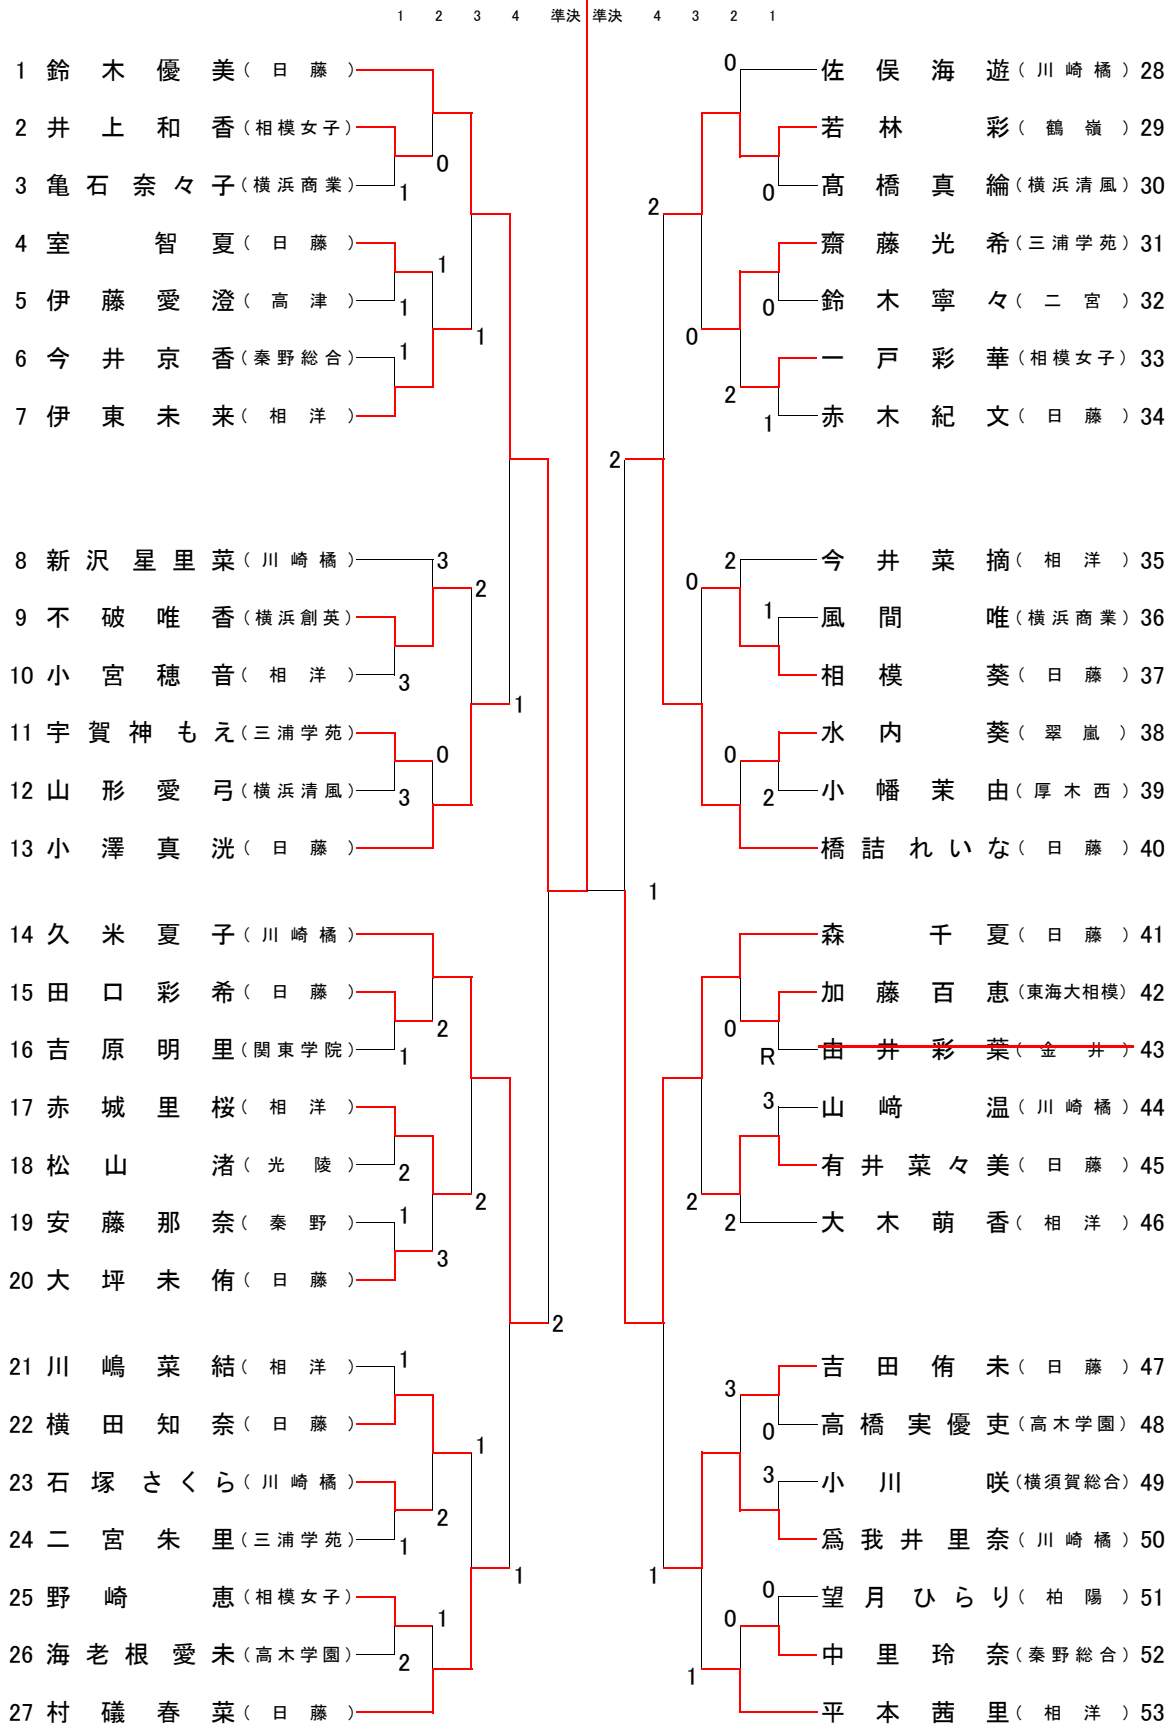 1 2 3 4 準決 準決 4 3 2 1
1 鈴木優美（日藤）
2 井上和香（相模女子）
0
3 亀石奈々子（横浜商業）
1
4 室智夏（日藤）
1
5 伊藤愛澄（高津）
1
1
6 今井京香（秦野総合）
1
7 伊東未来（相洋）
8 新沢星里菜（川崎橘）
3
2
9 不破唯香（横浜創英）
10 小宮穂音（相洋）
3
1
11 宇賀神もえ（三浦学苑）
0
12 山形愛弓（横浜清風）
3
13 小澤真洸（日藤）
14 久米夏子（川崎橘）
15 田口彩希（日藤）
2
16 吉原明里（関東学院）
1
17 赤城里桜（相洋）
18 松山渚（光陵）
2
2
19 安藤那奈（秦野）
1
3
20 大坪未侑（日藤）
2
21 川嶋菜結（相洋）
1
22 横田知奈（日藤）
1
23 石塚さくら（川崎橘）
2
24 二宮朱里（三浦学苑）
1
1
25 野崎恵（相模女子）
1
26 海老根愛未（高木学園）
2
27 村礒春菜（日藤）
0
佐俣海遊（川崎橘） 28
若林彩（鶴嶺） 29
0
髙橋真綸（横浜清風） 30
2
齋藤光希（三浦学苑） 31
0
鈴木寧々（二宮） 32
0
一戸彩華（相模女子） 33
2
1
赤木紀文（日藤） 34
2
2
今井菜摘（相洋） 35
0
1
風間唯（横浜商業） 36
相模葵（日藤） 37
水内葵（翠嵐） 38
0
2
小幡茉由（厚木西） 39
橋詰れいな（日藤） 40
1
森千夏（日藤） 41
加藤百恵（東海大相模） 42
0
R
由井彩葉（金井） 43
3
山﨑温（川崎橘） 44
有井菜々美（日藤） 45
2
2
大木萌香（相洋） 46
吉田侑未（日藤） 47
3
0
高橋実優吏（高木学園） 48
3
小川咲（横須賀総合） 49
爲我井里奈（川崎橘） 50
1
0
望月ひらり（柏陽） 51
0
中里玲奈（秦野総合） 52
1
平本茜里（相洋） 53